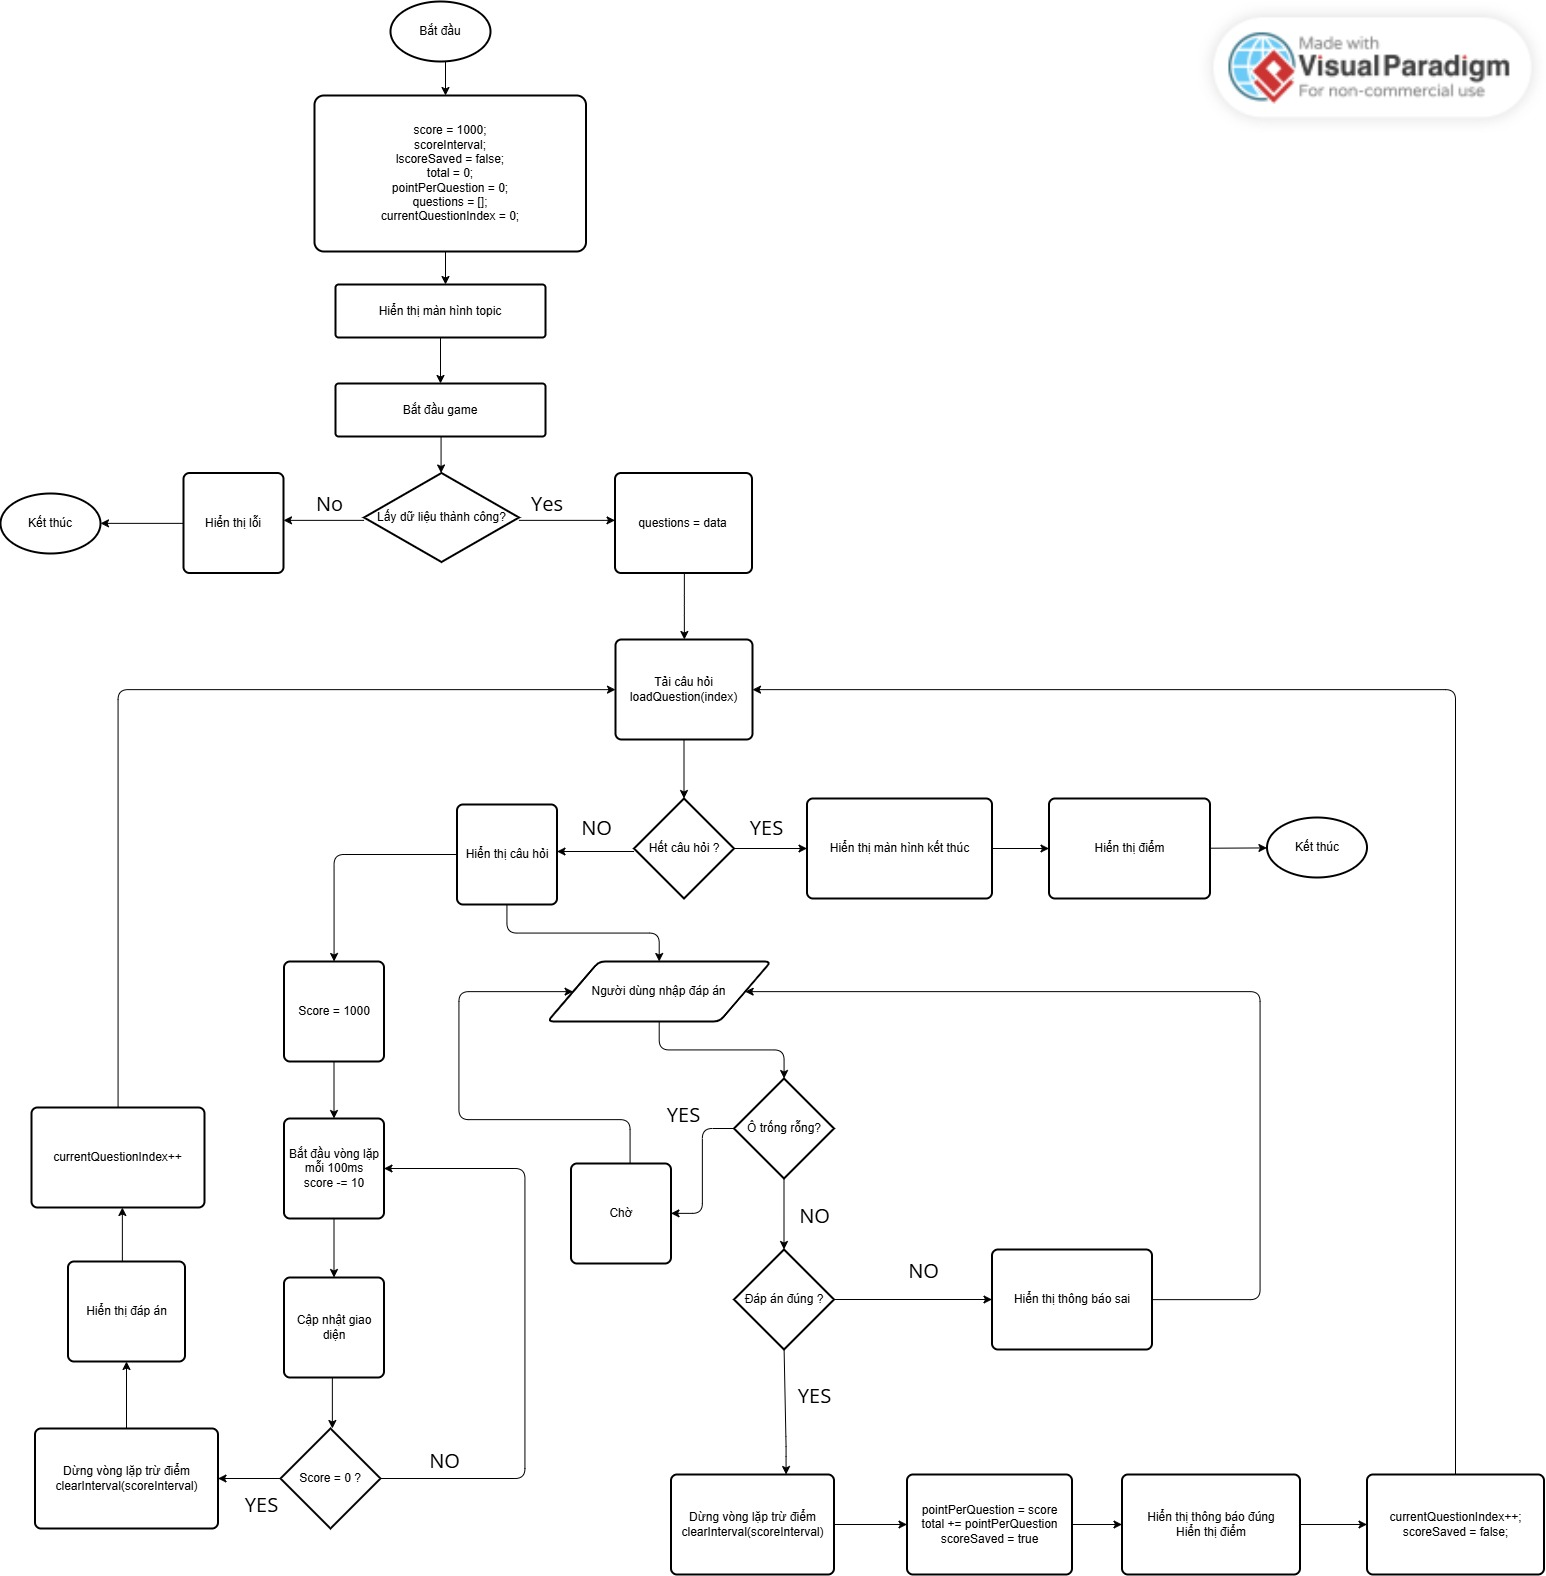 Bắt đầu
Made with
Visual Paradigm
For non-commercial use
score = 1000;
scoreInterval;
IscoreSaved = false;
total = 0;
pointPerQuestion = 0;
questions = [];
currentQuestionIndex = 0;
Hiển thị màn hình topic
Bắt đầu game
Kết thúc
Hiển thị lỗi
No
Lấy dữ liệu thành công?
Yes
questions = data
Tải câu hỏi
loadQuestion(index)
Hiển thị câu hỏi
NO
Hết câu hỏi ?
YES
Hiển thị màn hình kết thúc
Hiển thị điểm
Kết thúc
Score = 1000
Người dùng nhập đáp án
currentQuestionIndex++
Bắt đầu vòng lặp
mỗi 100ms
score -= 10
YES
Ô trống rỗng?
Chờ
NO
Hiển thị đáp án
Cập nhật giao
diện
Đáp án đúng ?
NO
Hiển thị thông báo sai
YES
Dừng vòng lặp trừ điểm
clearInterval(scoreInterval)
YES
Score = 0 ?
NO
Dừng vòng lặp trừ điểm
clearInterval(scoreInterval)
pointPerQuestion = score
total += pointPerQuestion
scoreSaved = true
Hiển thị thông báo đúng
Hiển thị điểm
currentQuestionIndex++;
scoreSaved = false;